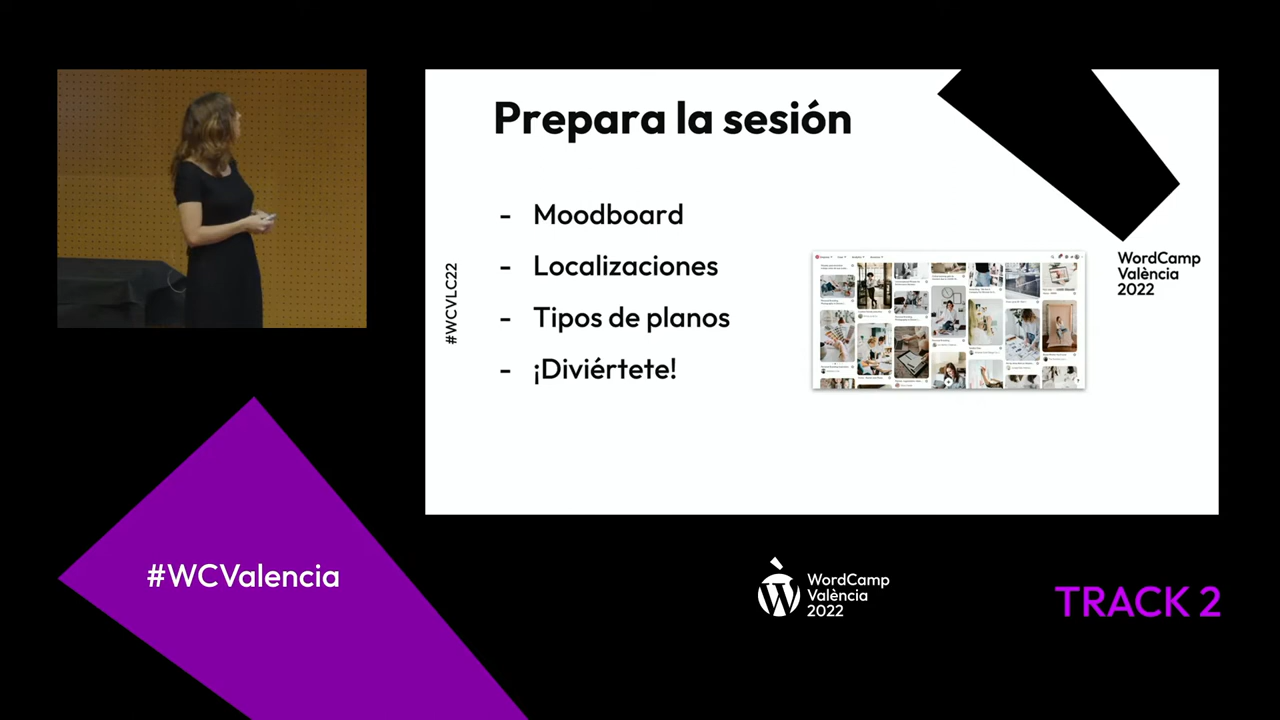 Prepara la sesión
- Moodboard
- Localizaciones
- Tipos de planos
- ¡Diviértete!
#WCVLC22
WordCamp
València
2022
#WCValencia
WordCamp
València
2022
TRACK 2